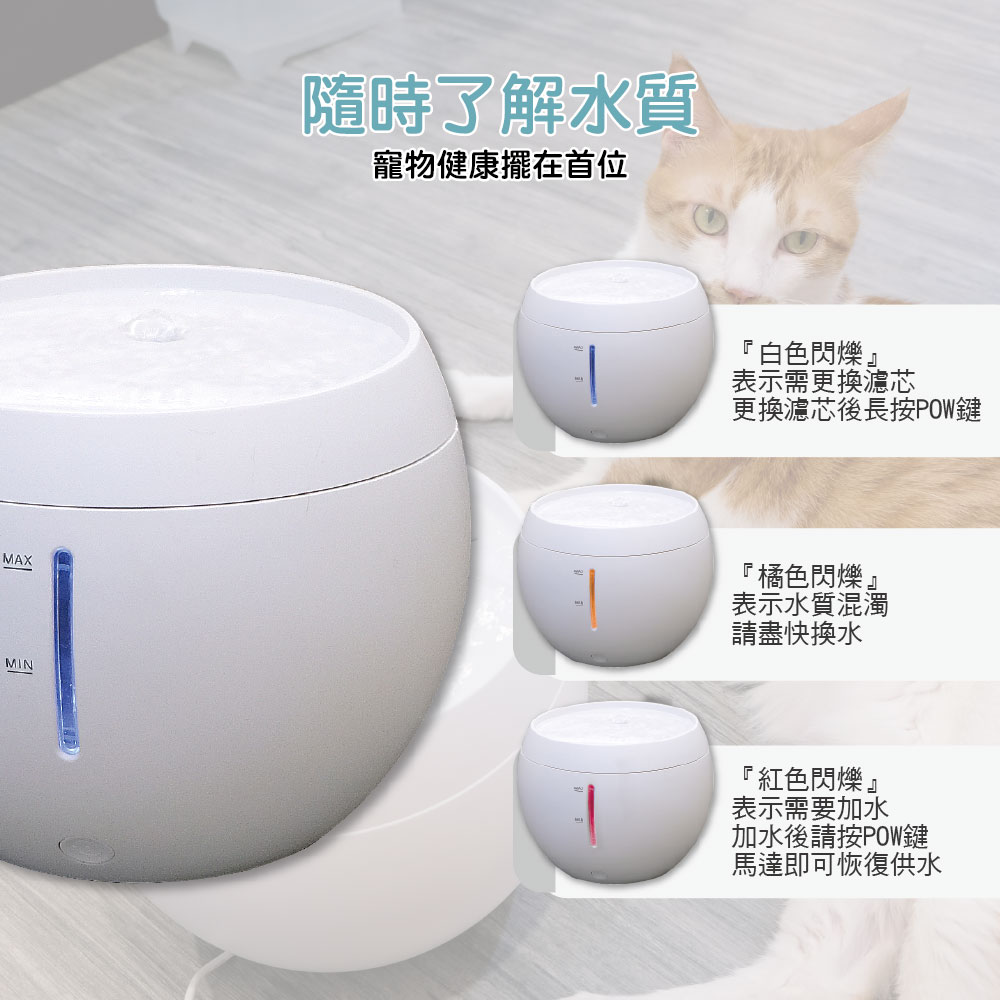 隨時了解水質
寵物健康擺在首位
MAX
MIN
『白色閃爍』
表示需更換濾芯
更換濾芯後長按POW鍵
『橘色閃爍』
表示水質混濁
請盡快換水
『紅色閃爍』
表示需要加水
加水後請按POW鍵
馬達即可恢復供水